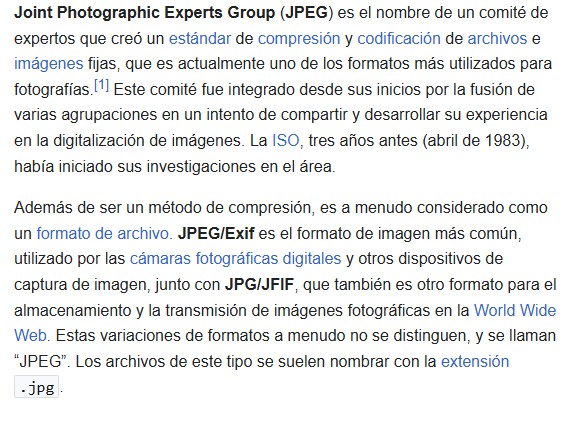 Joint Photographic Experts Group (JPEG) es el nombre de un comité de
expertos que creó un estándar de compresión y codificación de archivos e
imágenes fijas, que es actualmente uno de los formatos más utilizados para
fotografías.[1] Este comité fue integrado desde sus inicios por la fusión de
varias agrupaciones en un intento de compartir y desarrollar su experiencia
en la digitalización de imágenes. La ISO, tres años antes (abril de 1983),
había iniciado sus investigaciones en el área.
Además de ser un método de compresión, es a menudo considerado como
un formato de archivo. JPEG/Exif es el formato de imagen más común,
utilizado por las cámaras fotográficas digitales y otros dispositivos de
captura de imagen, junto con JPG/JFIF, que también es otro formato para el
almacenamiento y la transmisión de imágenes fotográficas en la World Wide
Web. Estas variaciones de formatos a menudo no se distinguen, y se llaman
“JPEG”. Los archivos de este tipo se suelen nombrar con la extensión
.jpg.